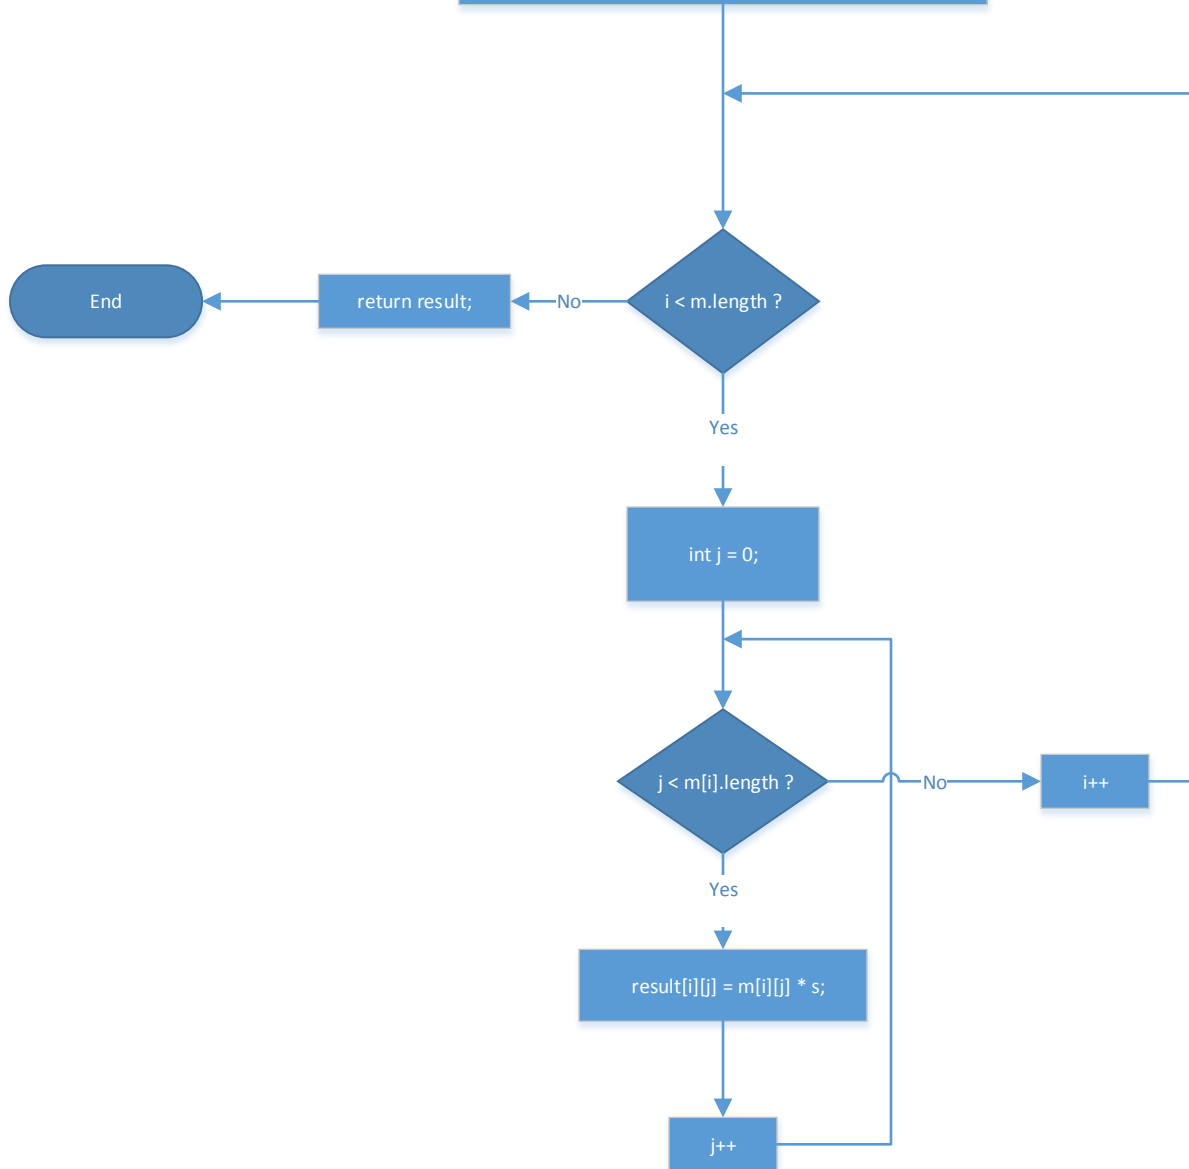 i < m.length ?
No
return result;
End
Yes
int j = 0;
j < m[i].length ?
No
i++
Yes
result[i][j] = m[i][j] * s;
j++